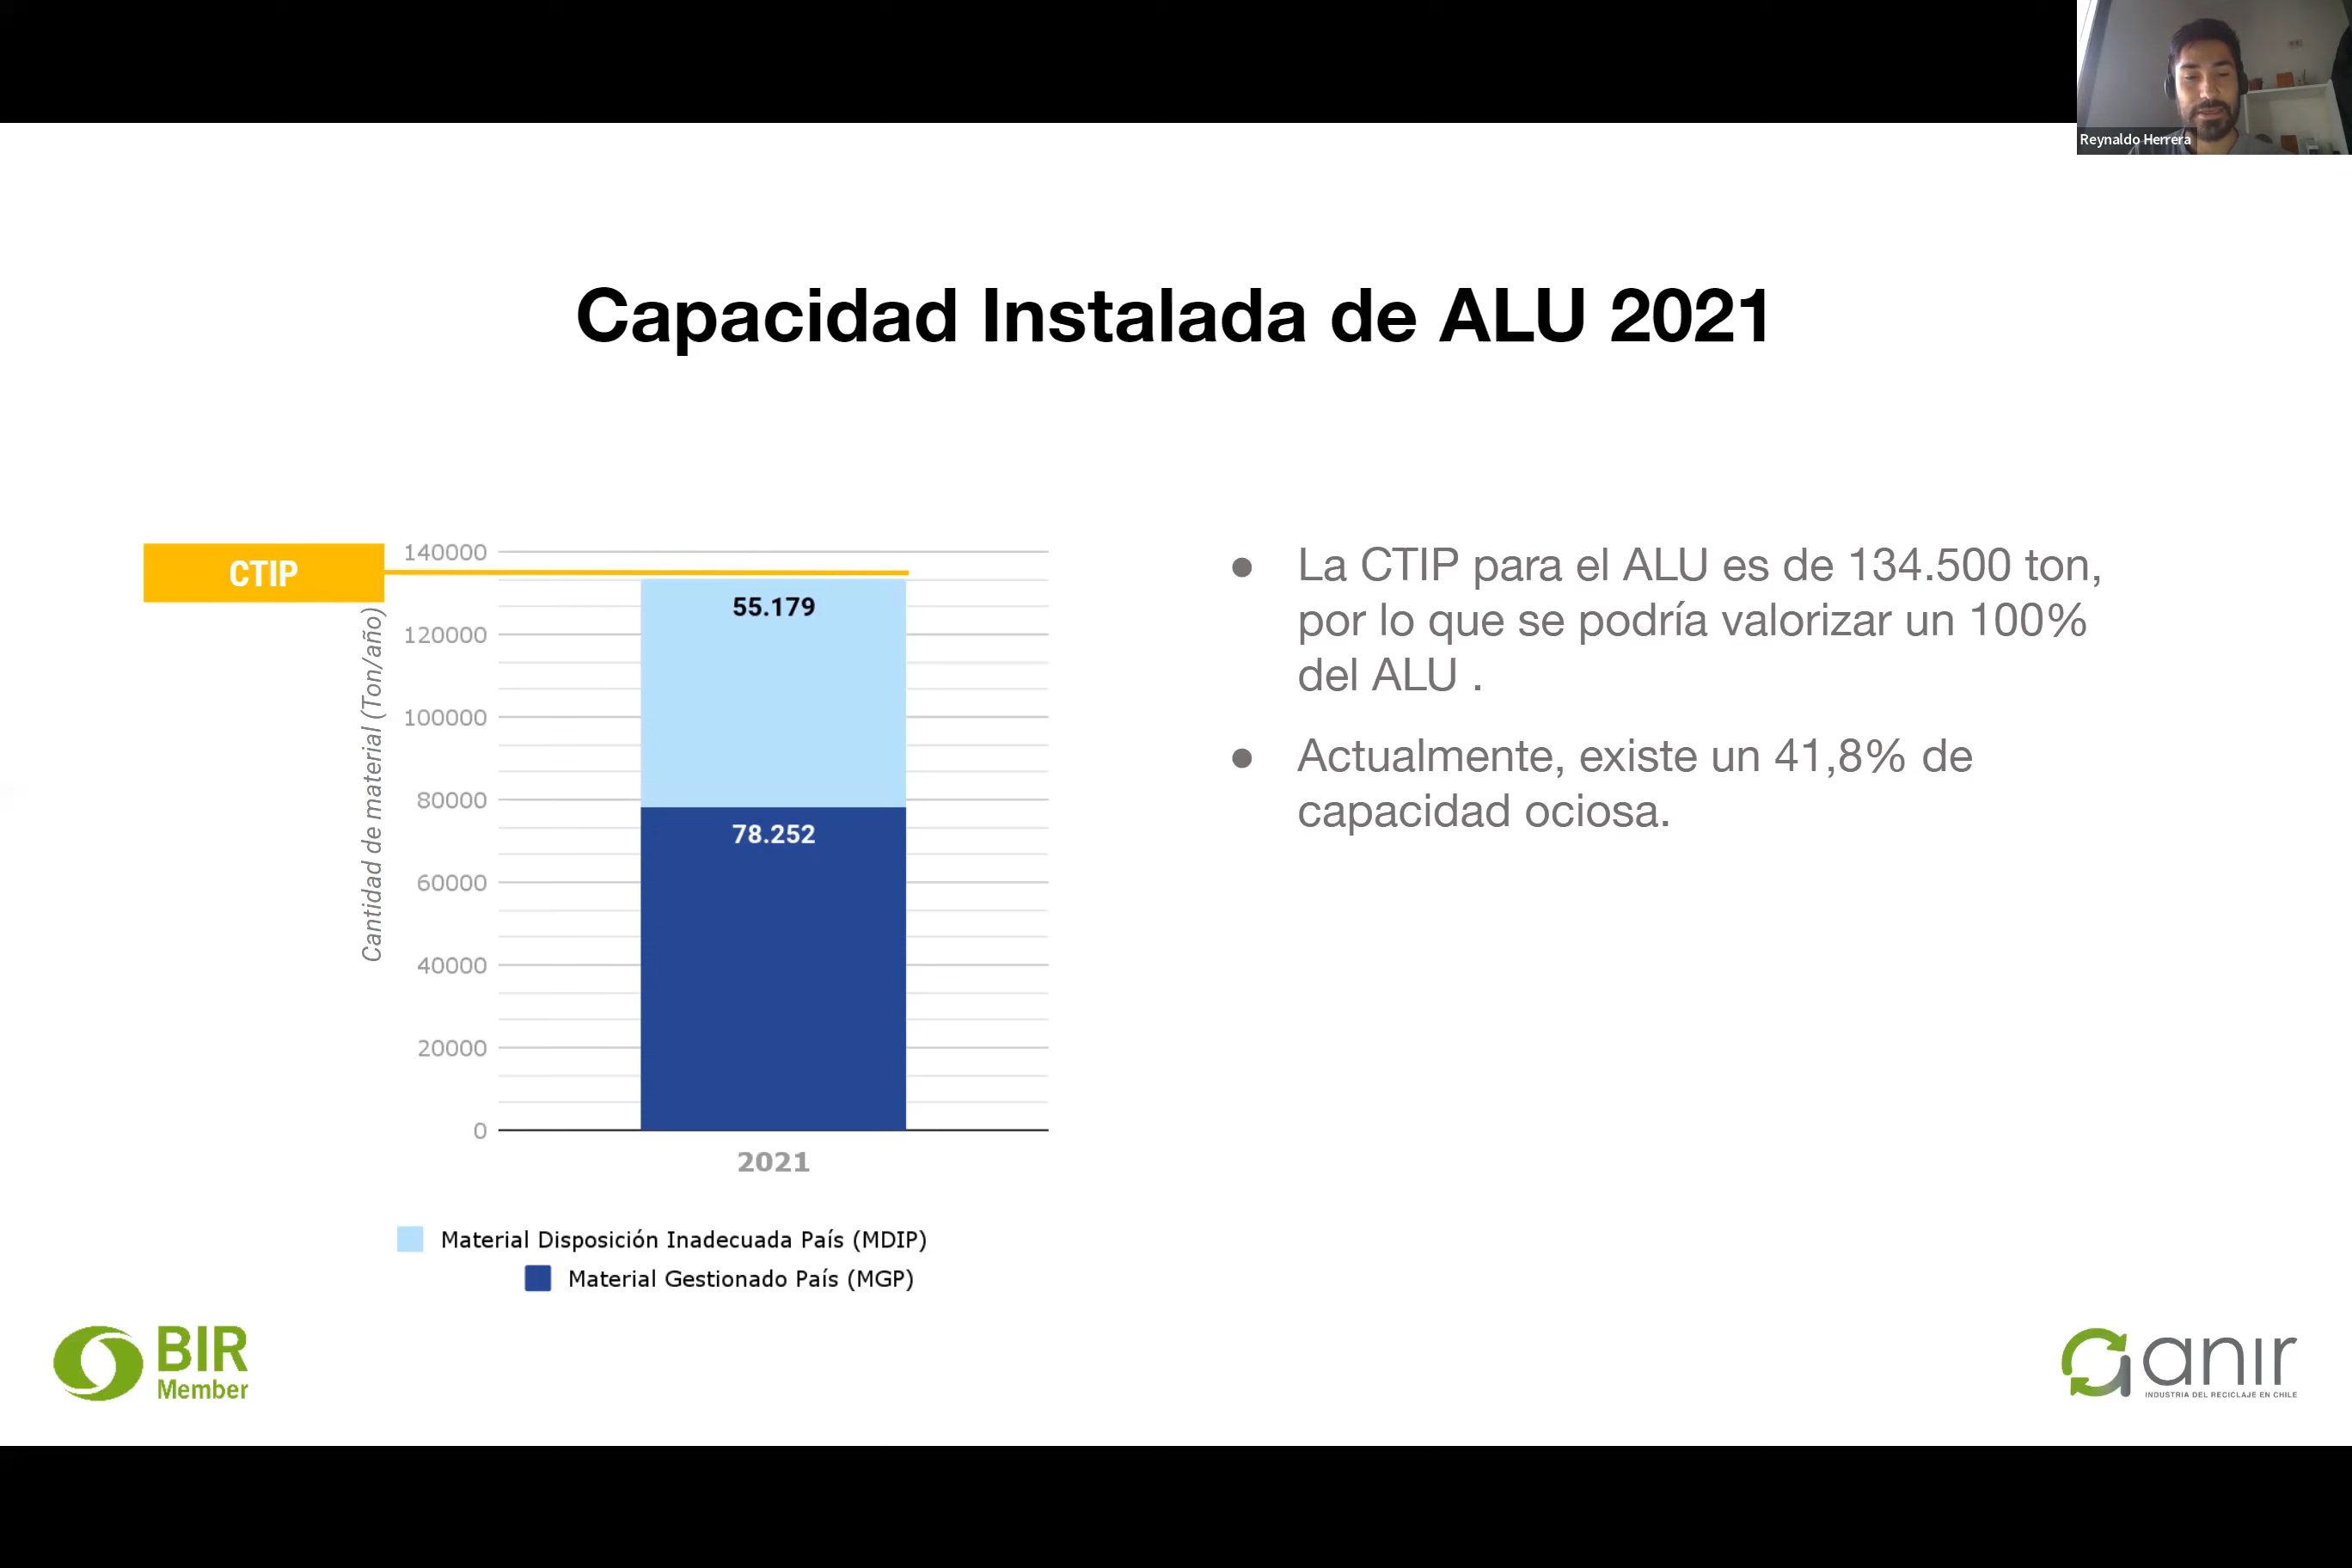 Reynaldo Herrera
Capacidad Instalada de ALU 2021
CTIP
Cantidad de material (Ton/año)
140000
120000
100000
80000
60000
40000
20000
0
55.179
78.252
2021
Material Disposición Inadecuada País (MDIP)
Material Gestionado País (MGP)
● La CTIP para el ALU es de 134.500 ton,
por lo que se podría valorizar un 100%
del ALU .
● Actualmente, existe un 41,8% de
capacidad ociosa.
BIR
Member
anir
INDUSTRIA DEL RECICLAJE EN CHILE